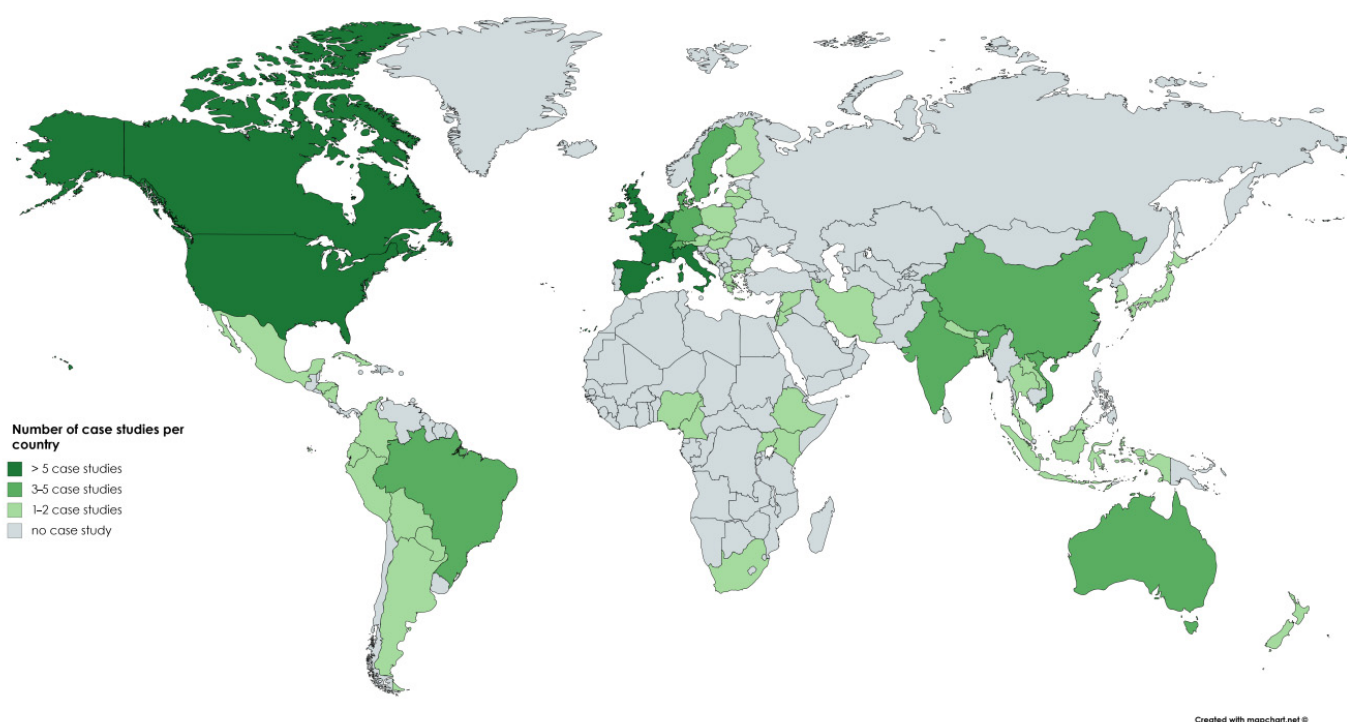 Number of case studies per
country
> 5 case studies
3–5 case studies
1–2 case studies
no case study
Created with mapchart.net ©